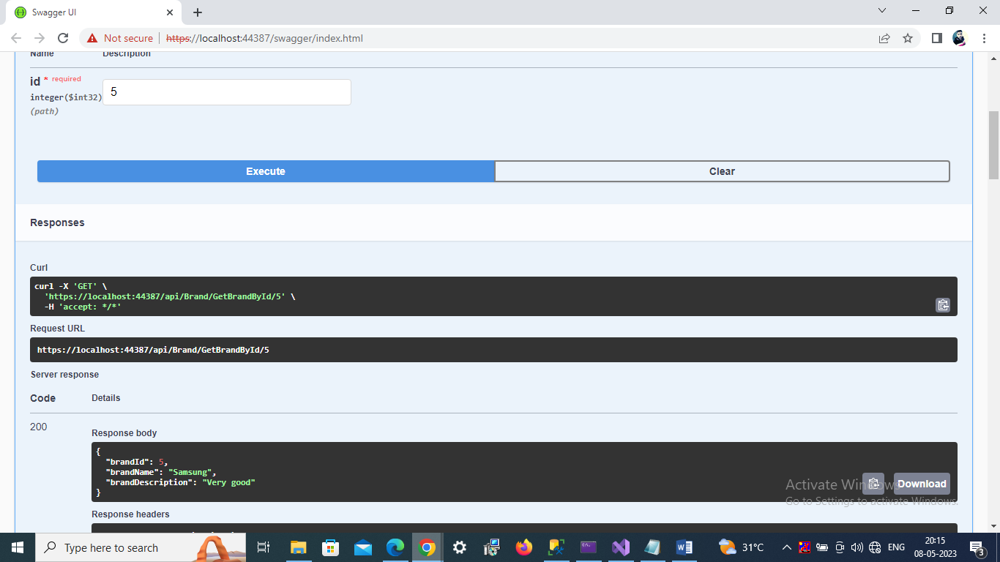 Swagger UI
Not secure | https://localhost:44387/swagger/index.html
Name Description
id * required
integer($int32)
(path)
5
Execute Clear
Responses
Curl
curl -X 'GET' \
'https://localhost:44387/api/Brand/GetBrandById/5' \
-H 'accept: */*'
Request URL
https://localhost:44387/api/Brand/GetBrandById/5
Server response
Code Details
200
Response body
{
"brandId": 5,
"brandName": "Samsung",
"brandDescription": "Very good"
}
Download
Activate Windows
Go to Settings to activate Windows.
Response headers
Type here to search
31°C
ENG
20:15
08-05-2023
3